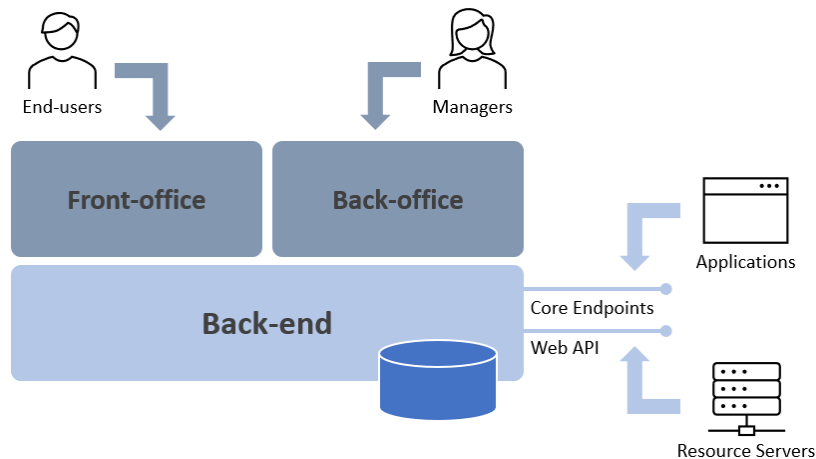 End-users
Managers
Front-office
Back-office
Applications
Core Endpoints
Back-end
Web API
Resource Servers